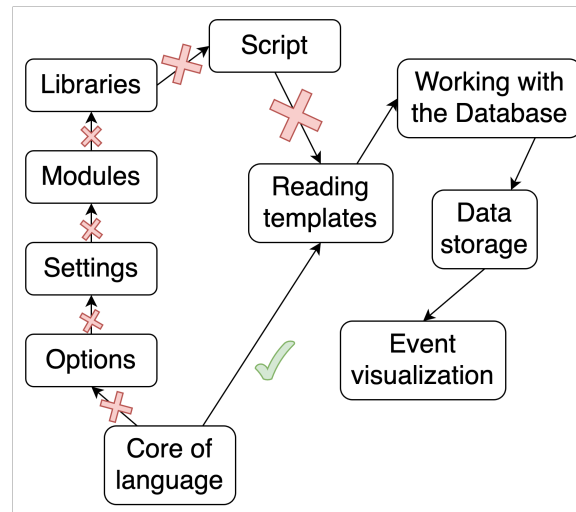 Script
Libraries
Working with
the Database
Modules
Reading
templates
Data
storage
Settings
Options
Event
visualization
Core of
language